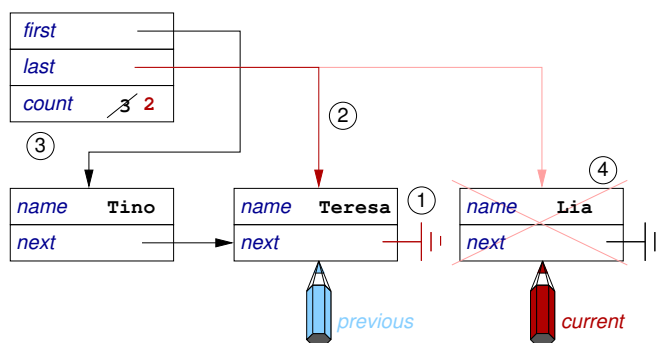 first
last
count 3 2
3
2
4
name Tino
name Teresa
1
name Lia
next
next
next
previous
current